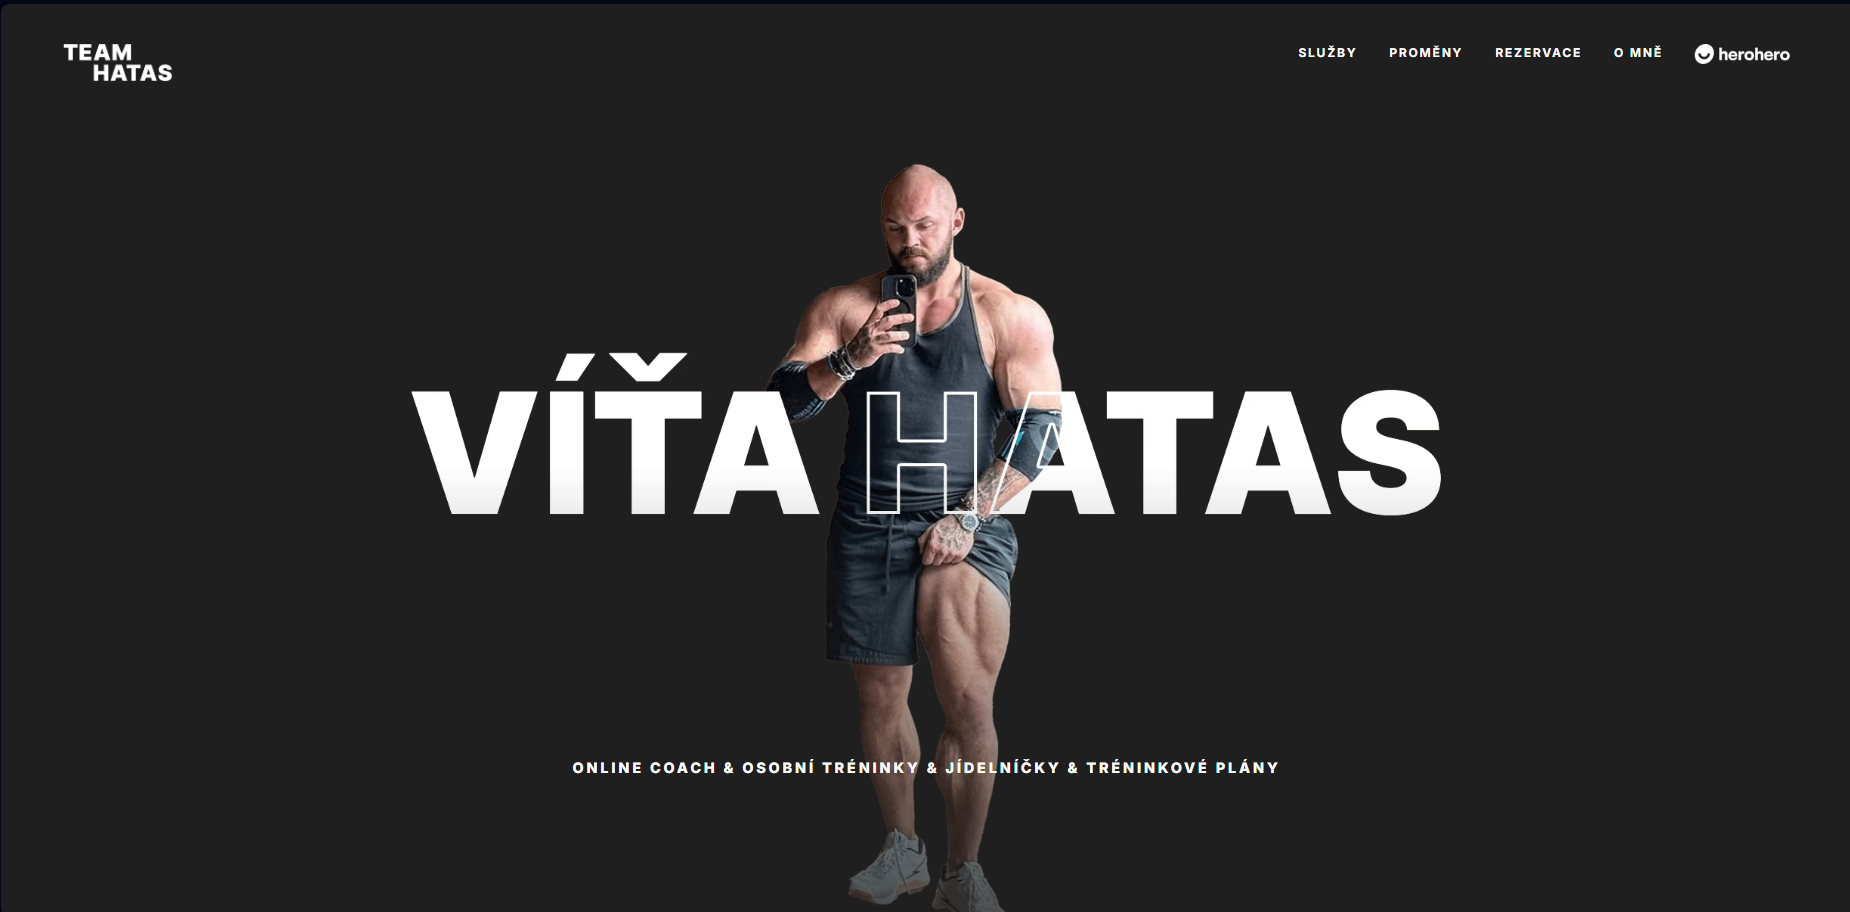 TEAM
HATAS
SLUŽBY
PROMĚNY
REZERVACE
O MNĚ
herohero
VÍŤA HATAS
ONLINE COACH & OSOBNÍ TRÉNINKY & JÍDELNÍČKY & TRÉNINKOVÉ PLÁNY